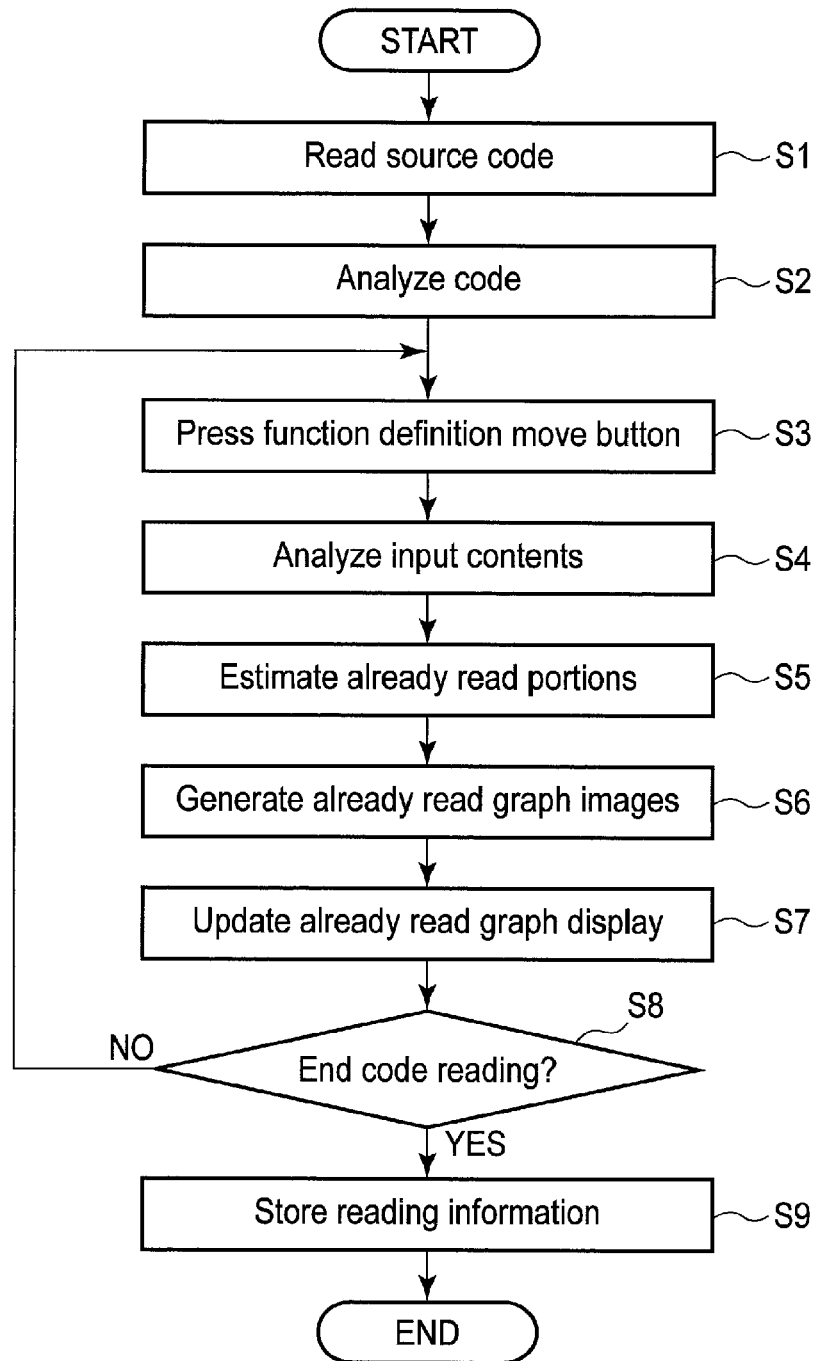 START
Read source code
S1
Analyze code
S2
Press function definition move button
S3
Analyze input contents
S4
Estimate already read portions
S5
Generate already read graph images
S6
Update already read graph display
S7
S8
NO
End code reading?
YES
Store reading information
S9
END